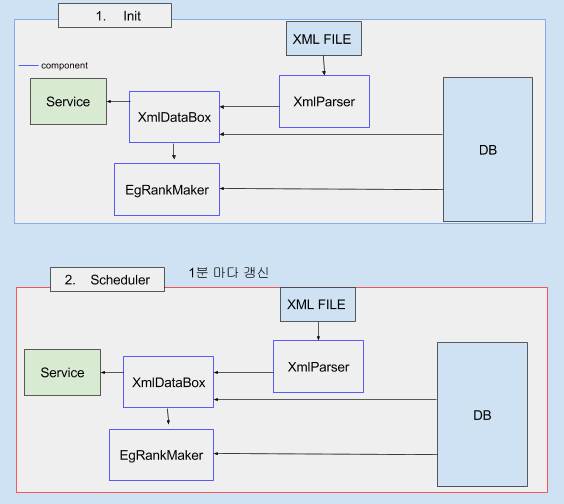 1. Init
XML FILE
component
Service
XmlDataBox
XmlParser
DB
EgRankMaker
2. Scheduler
1분 마다 갱신
XML FILE
Service
XmlDataBox
XmlParser
DB
EgRankMaker